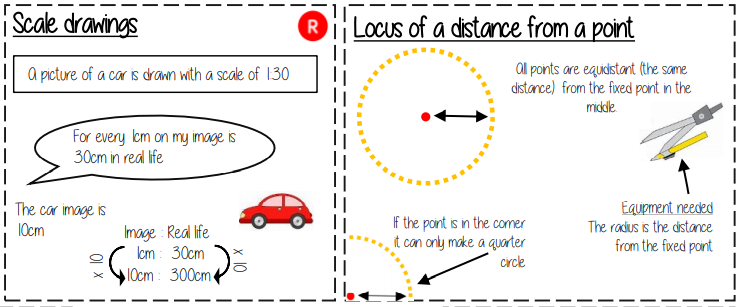 Scale drawings
R
A picture of a car is drawn with a scale of 1:30
For every 1cm on my image is
30cm in real life
The car image is
10cm
Image : Real life
1cm : 30cm
10cm : 300cm
x 10
x 10
Locus of a distance from a point
All points are equidistant (the same
distance) from the fixed point in the
middle.
Equipment needed
The radius is the distance
from the fixed point
If the point is in the corner
it can only make a quarter
circle